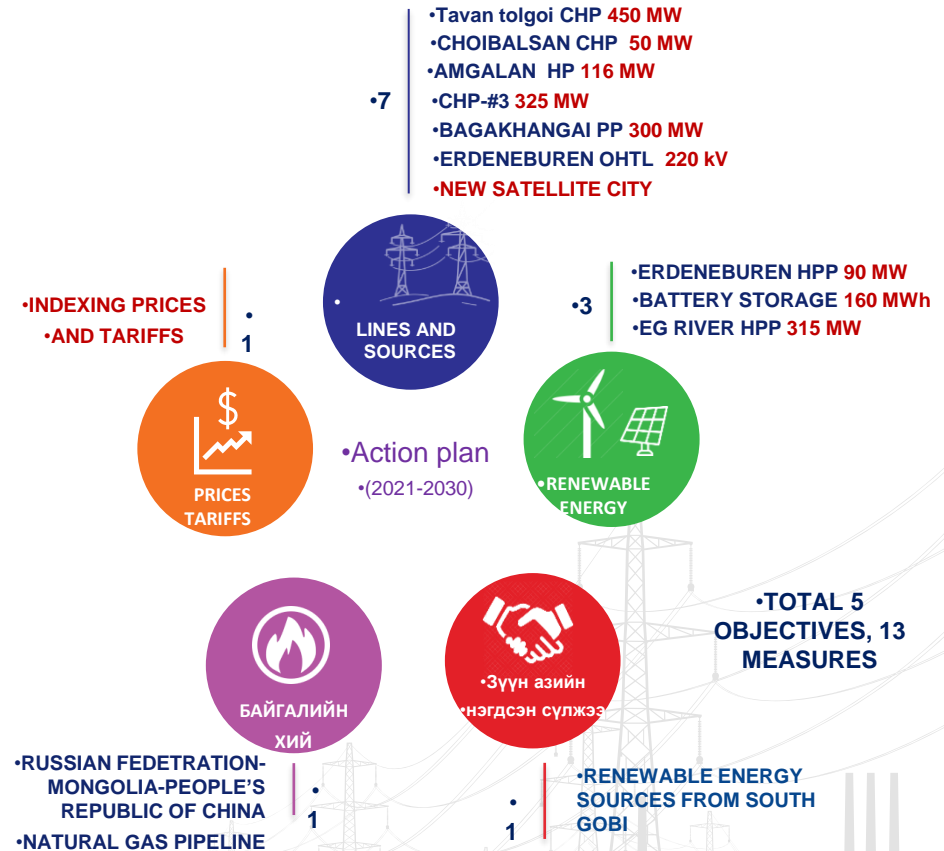 •Tavan tolgoi CHP 450 MW
•CHOIBALSAN CHP 50 MW
•AMGALAN HP 116 MW
•7
•CHP-#3 325 MW
•BAGAKHANGAI PP 300 MW
•ERDENEBUREN OHTL 220 kV
•NEW SATELLITE CITY
•
LINES AND
SOURCES
•INDEXING PRICES
•AND TARIFFS
•
1
$
PRICES
TARIFFS
•3
•ERDENEBUREN HPP 90 MW
•BATTERY STORAGE 160 MWh
•EG RIVER HPP 315 MW
•RENEWABLE
ENERGY
•Action plan
•(2021-2030)
•TOTAL 5
OBJECTIVES, 13
MEASURES
БАЙГАЛИЙН
ХИЙ
•Зүүн азийн
•нэгдсэн сүлжээ
•RUSSIAN FEDETRATION-
MONGOLIA-PEOPLE'S
REPUBLIC OF CHINA
•NATURAL GAS PIPELINE
•
1
•
1
•RENEWABLE ENERGY
SOURCES FROM SOUTH
GOBI